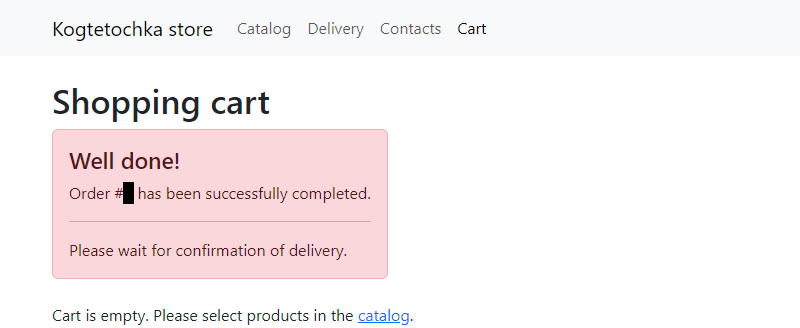 Kogtetochka store Catalog Delivery Contacts Cart
Shopping cart
Well done!
Order # has been successfully completed.
Please wait for confirmation of delivery.
Cart is empty. Please select products in the catalog.